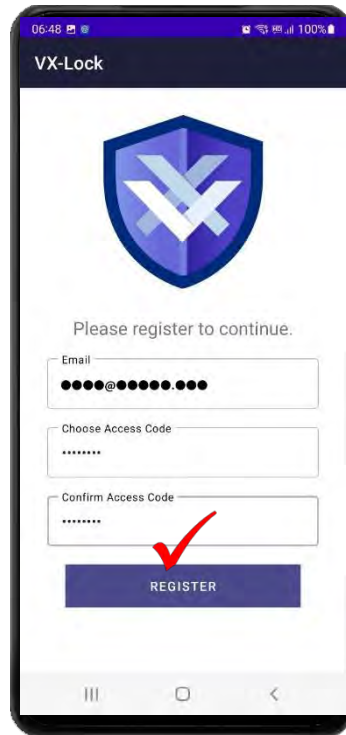 06:48 100%
VX-Lock
Please register to continue.
Email
●●●●@●●●●●.●●●
Choose Access Code
••••••••
Confirm Access Code
••••••••
REGISTER